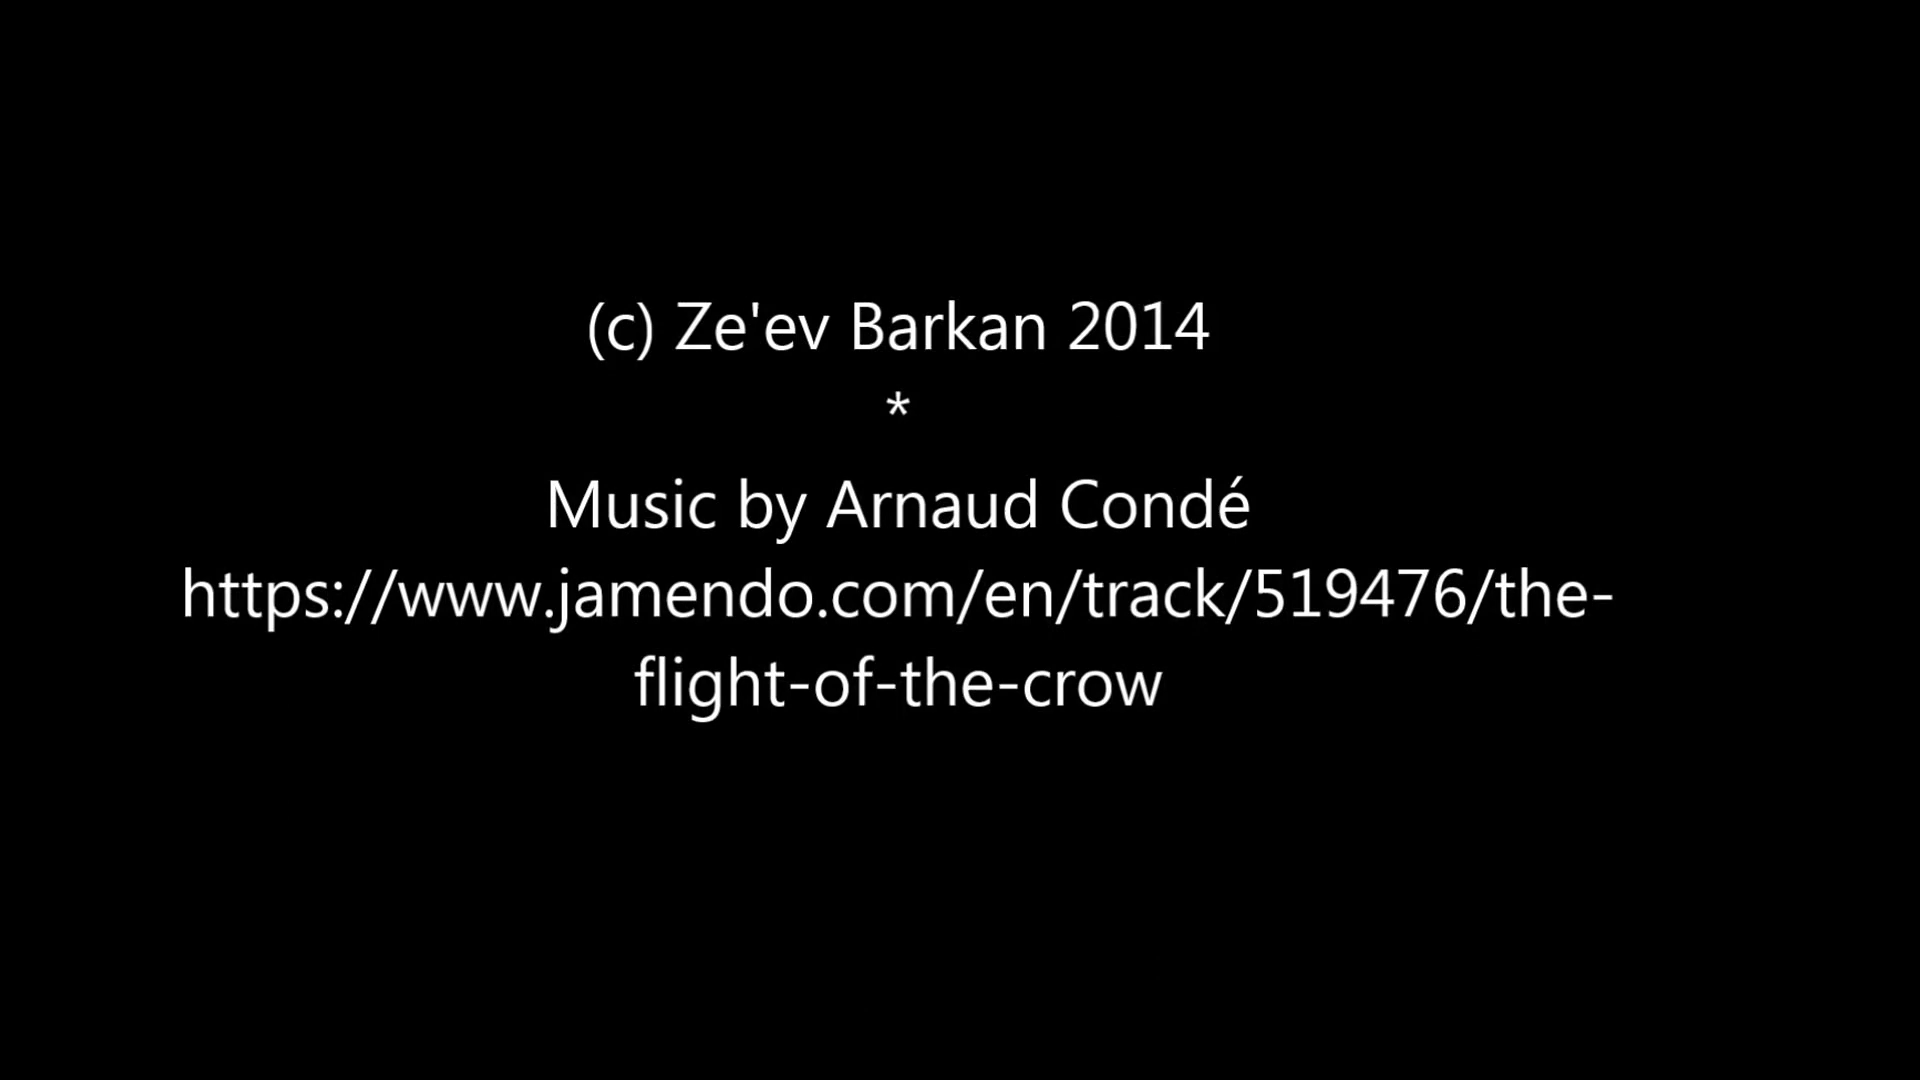 (c) Ze'ev Barkan 2014
*
Music by Arnaud Condé
https://www.jamendo.com/en/track/519476/the-
flight-of-the-crow